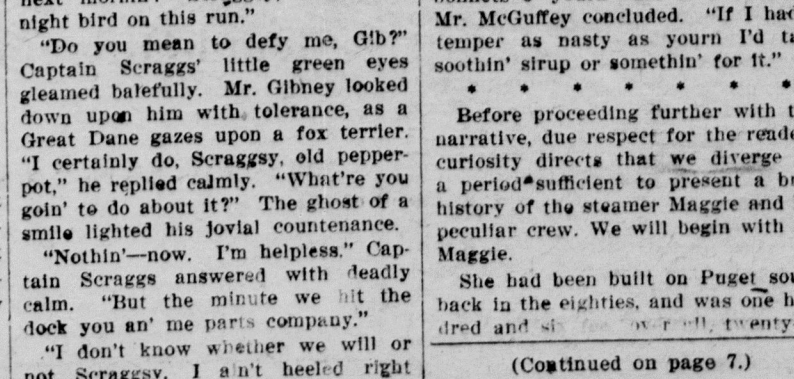 night bird on this run."
"Do you mean to defy me, Gib?"
Captain Scraggs' little green eyes
gleamed balefully. Mr. Gibney looked
down upon him with tolerance, as a
Great Dane gazes upon a fox terrier.
"I certainly do, Scraggsy, old pepper-
pot," he replied calmly. "What're you
goin' to do about it?" The ghost of a
smile lighted his jovial countenance.
"Nothin'—now. I'm helpless." Cap-
tain Scraggs answered with deadly
calm. "But the minute we hit the
dock you an' me parts company."
"I don't know whether we will or
not Scraggsy. I ain't heeled right
Mr. McGuffey concluded. "If I had
temper as nasty as yourn I'd
soothin' sirup or somethin' for it."
* * * * * * *
Before proceeding further with
narrative, due respect for the
curiosity directs that we diverge
a period sufficient to present a
history of the steamer Maggie and
peculiar crew. We will begin with
Maggie.
She had been built on Puget
back in the eighties, and was one
dred and twenty
(Continued on page 7.)